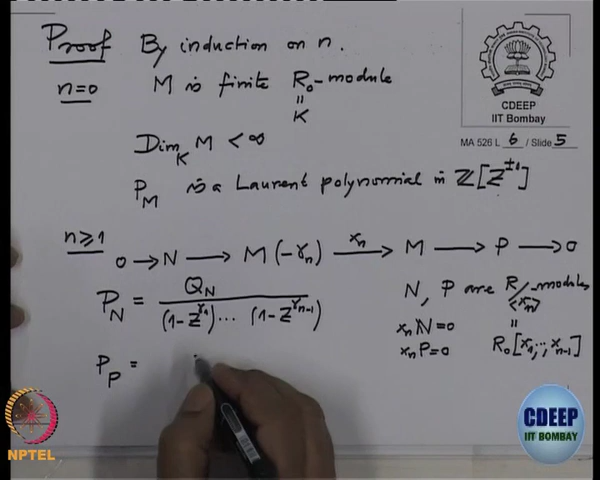 Proof By induction on n.
n=0 M is finite R₀-module
=
K
CDEEP
IIT Bombay
MA 526 L 6 / Slide 5
Dim_K M < ∞
P_M is a Laurent polynomial in ℤ[Z^{±1}]
n≥1 0 → N → M(-γ_n) →^{x_n} M → P → 0
P_N = Q_N / (1-Z^{γ_1}) ⋯ (1-Z^{γ_{n-1}})
N, P are R/<x_n>-modules
x_n N=0
=
x_n P=0 R₀[x_1, ⋯, x_{n-1}]
P_P =
NPTEL
CDEEP
IIT BOMBAY